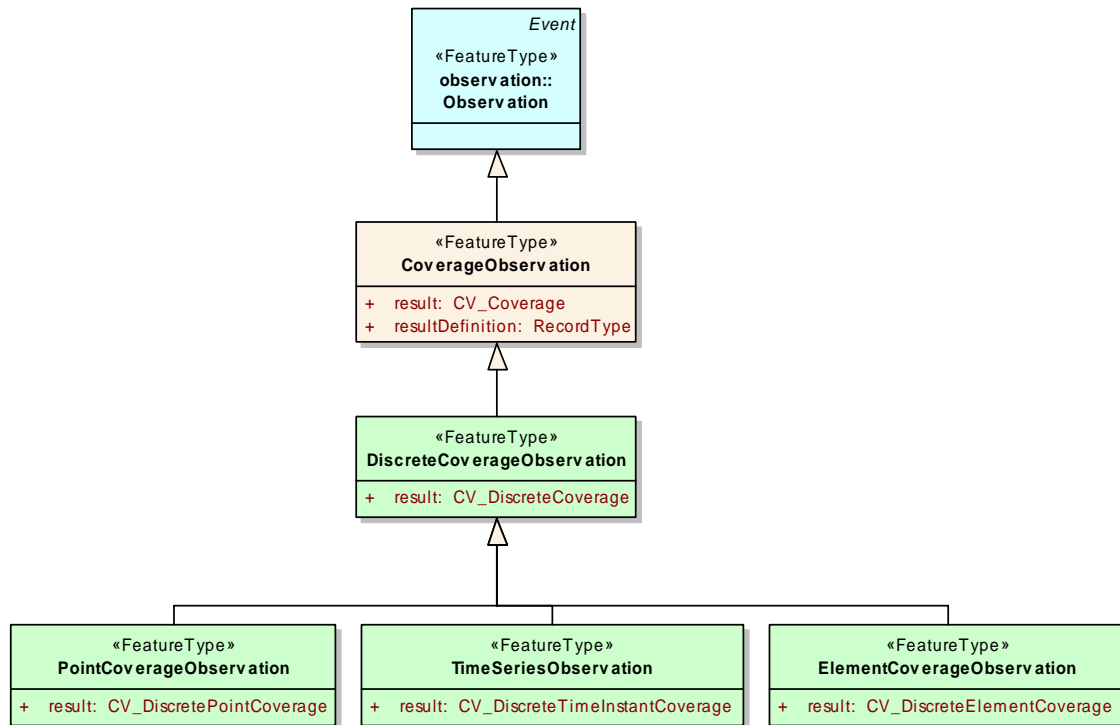 Event
«FeatureType»
observation::
Observation
«FeatureType»
CoverageObservation
+ result: CV_Coverage
+ resultDefinition: RecordType
«FeatureType»
DiscreteCoverageObservation
+ result: CV_DiscreteCoverage
«FeatureType»
PointCoverageObservation
+ result: CV_DiscretePointCoverage
«FeatureType»
TimeSeriesObservation
+ result: CV_DiscreteTimeInstantCoverage
«FeatureType»
ElementCoverageObservation
+ result: CV_DiscreteElementCoverage